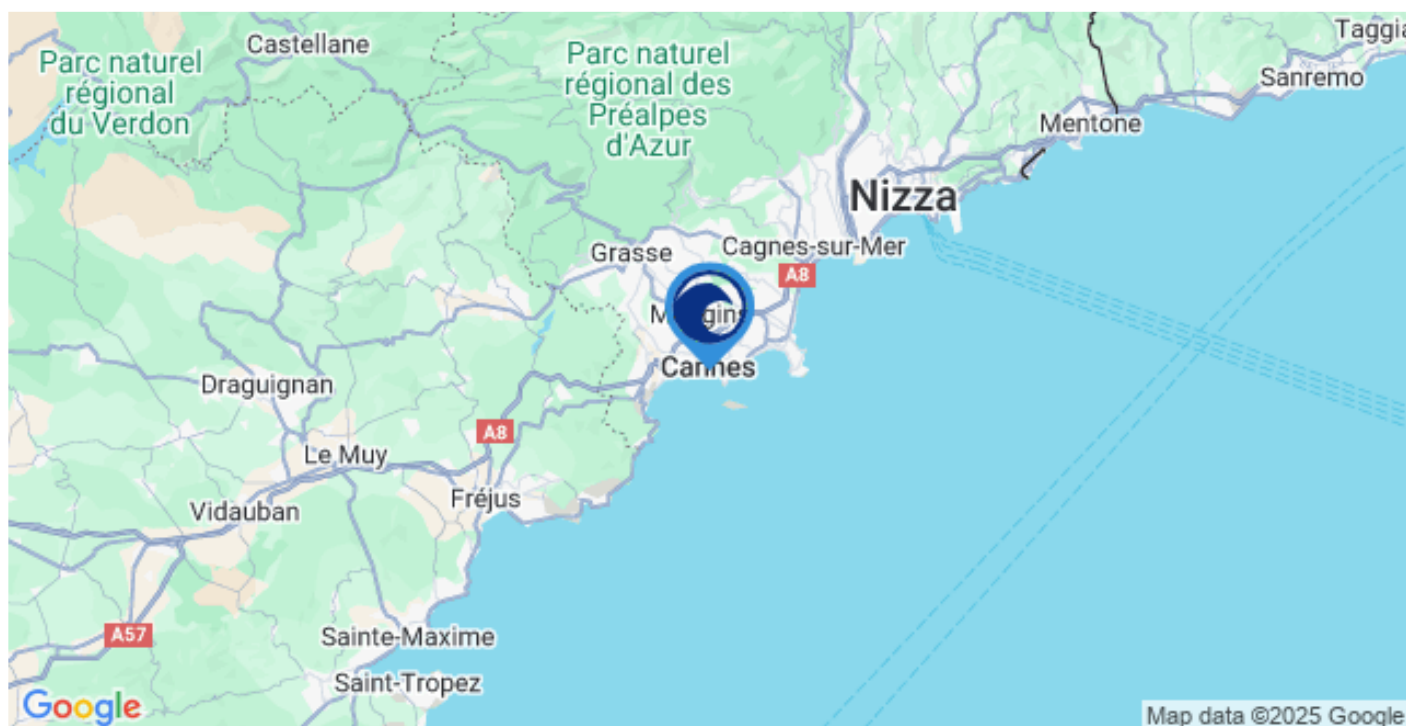 Castellane
Parc naturel
régional
du Verdon
Parc naturel
régional des
Préalpes
d'Azur
Taggia
Sanremo
Mentone
Nizza
Grasse
Cagnes-sur-Mer
A8
Cannes
Draguignan
A8
Le Muy
Fréjus
Vidauban
A57
Sainte-Maxime
Saint-Tropez
Google
Map data ©2025 Google